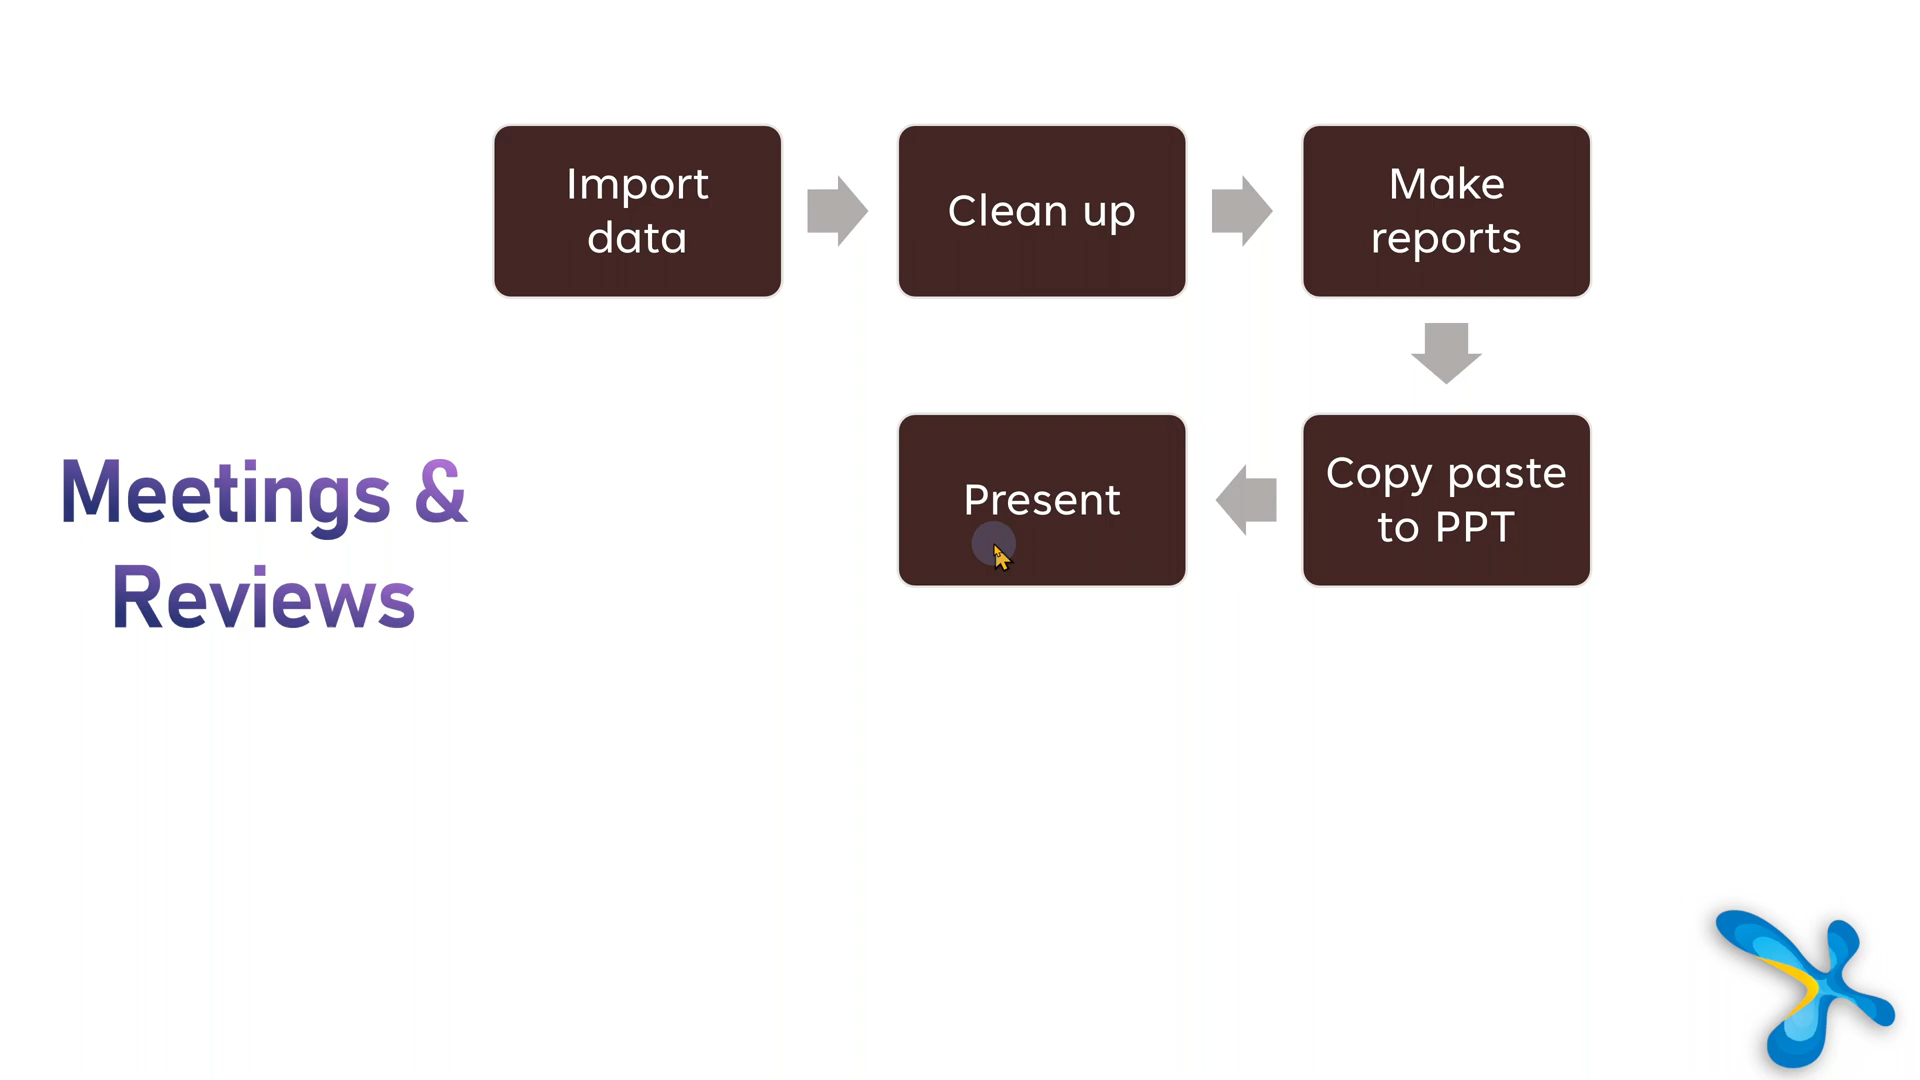 Meetings &
Reviews
Import
data
Clean up
Make
reports
Copy paste
to PPT
Present